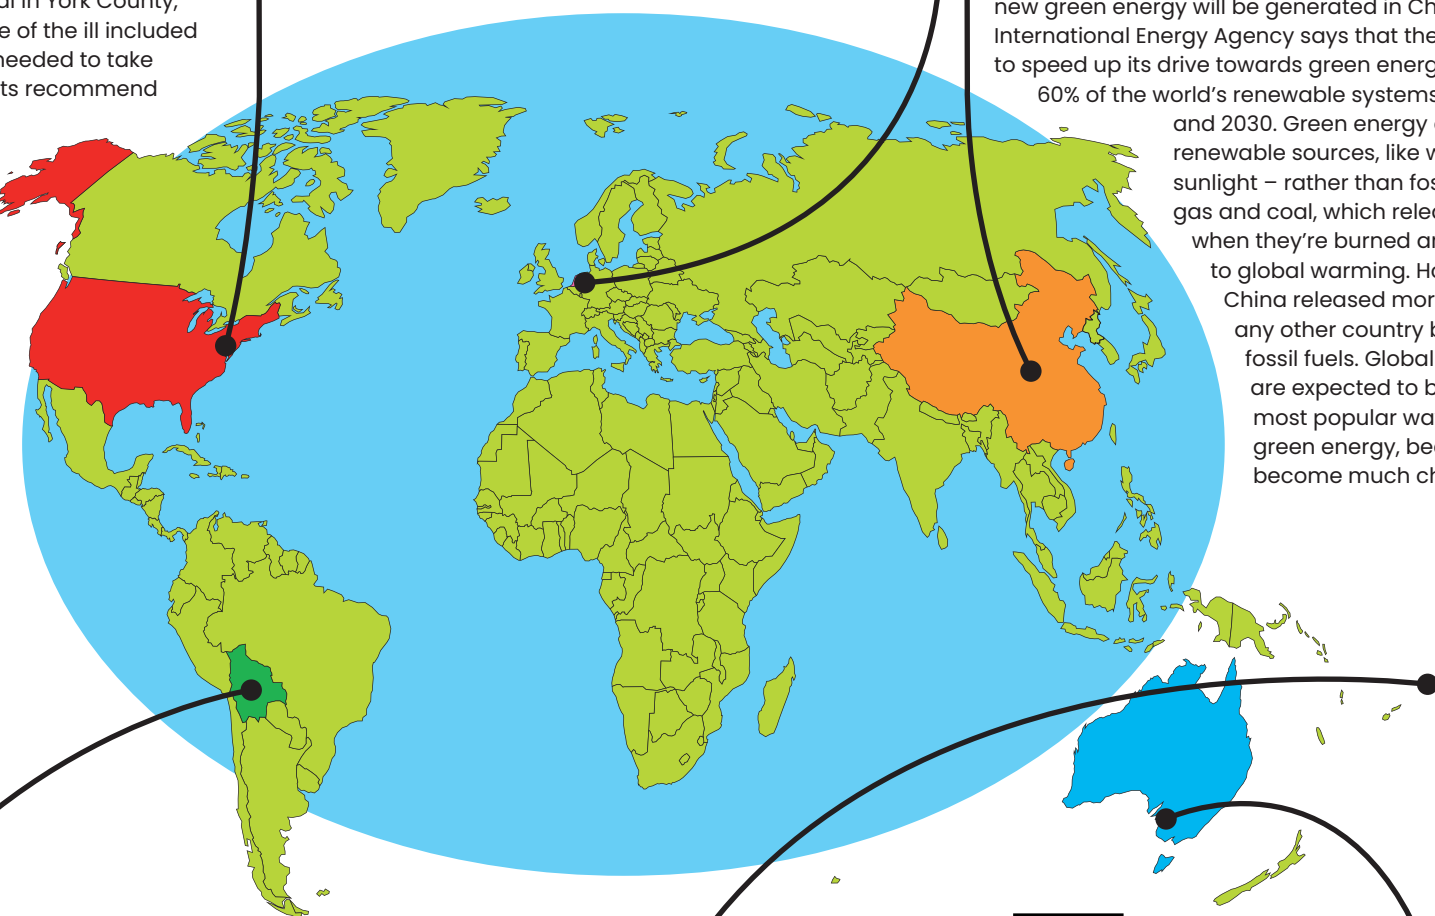 al in York County,
e of the ill included
needed to take
ts recommend
new green energy will be generated in Ch
International Energy Agency says that the
to speed up its drive towards green energ
60% of the world's renewable systems
and 2030. Green energy
renewable sources, like w
sunlight – rather than fos
gas and coal, which relea
when they're burned an
to global warming. Ho
China released mor
any other country b
fossil fuels. Global
are expected to b
most popular wa
green energy, bec
become much ch